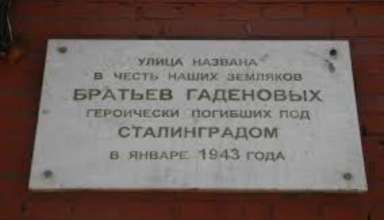 УЛИЦА НАЗВАНА
В ЧЕСТЬ НАШИХ ЗЕМЛЯКОВ
БРАТЬЕВ ГАДЕНОВЫХ
ГЕРОИЧЕСКИ ПОГИБШИХ ПОД
СТАЛИНГРАДОМ
В ЯНВАРЕ 1943 ГОДА